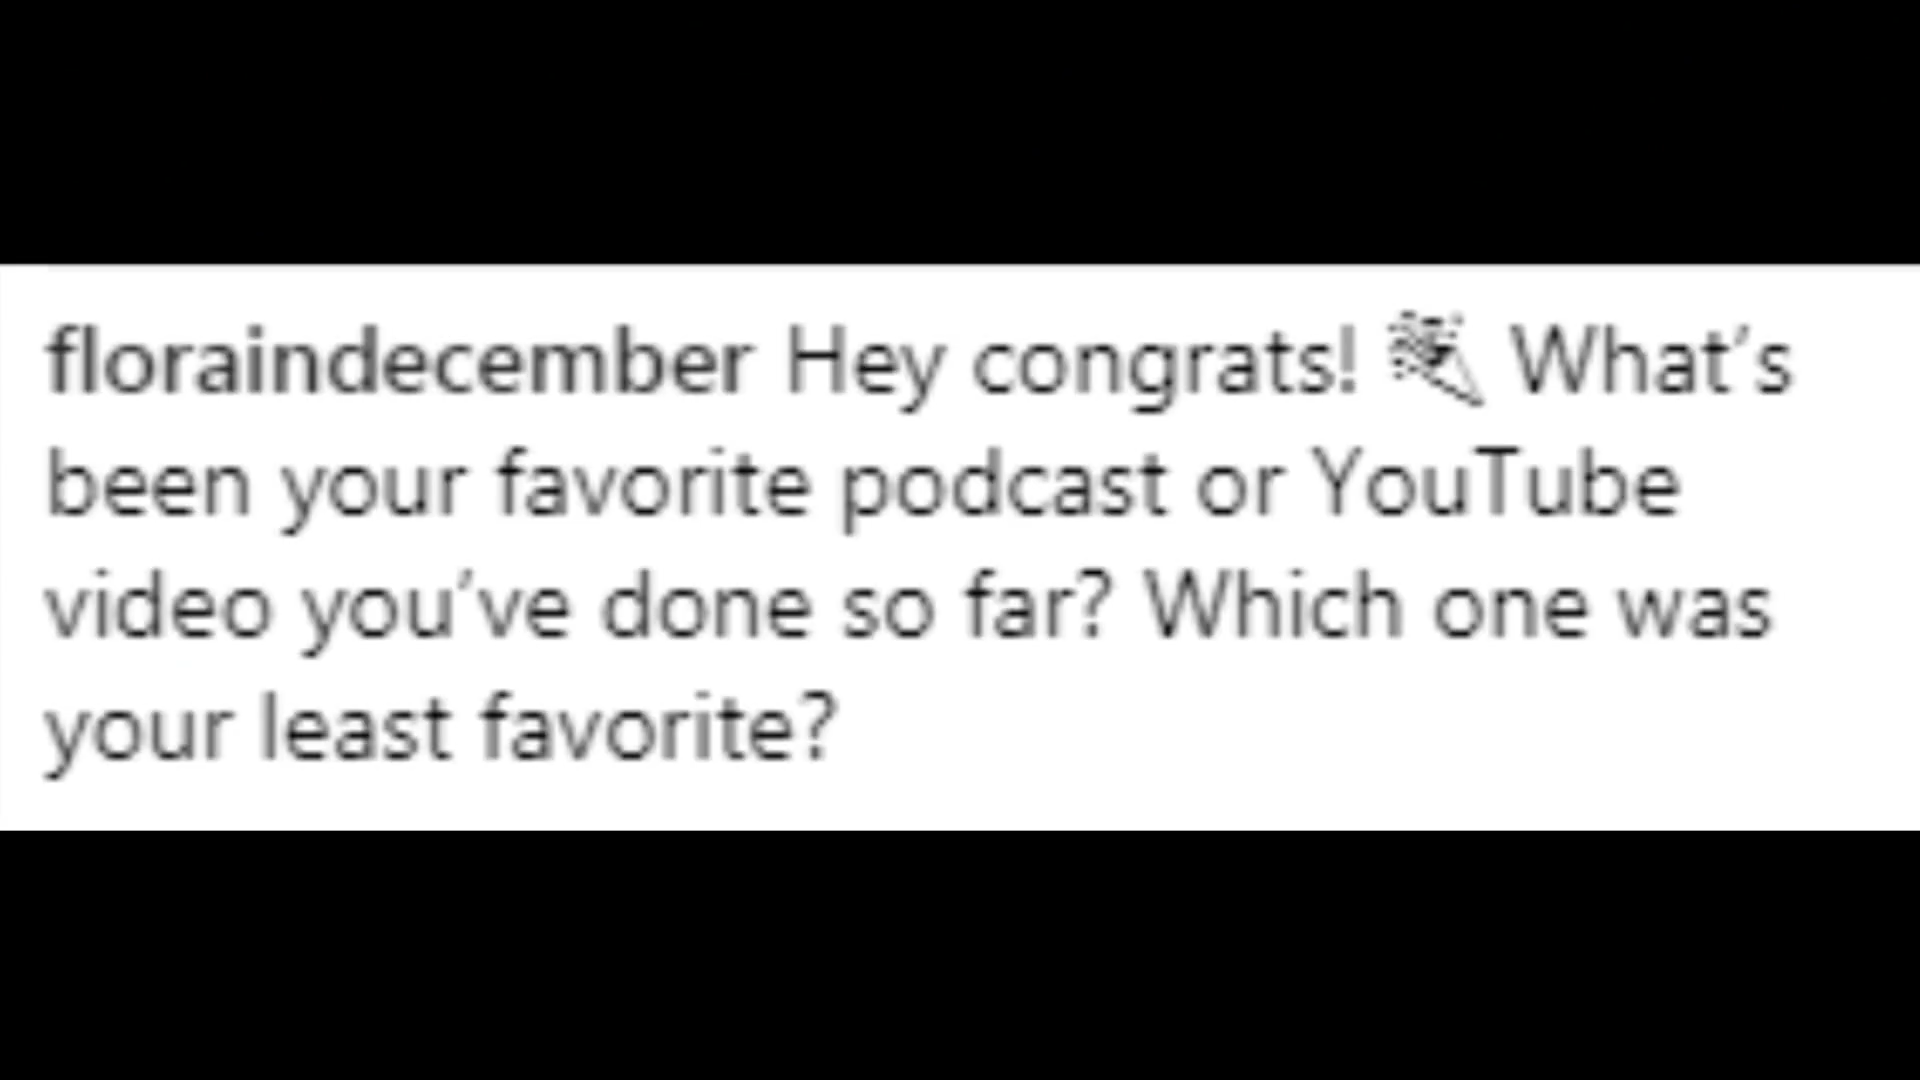 floraindecember Hey congrats! 🎉 What’s
been your favorite podcast or YouTube
video you’ve done so far? Which one was
your least favorite?